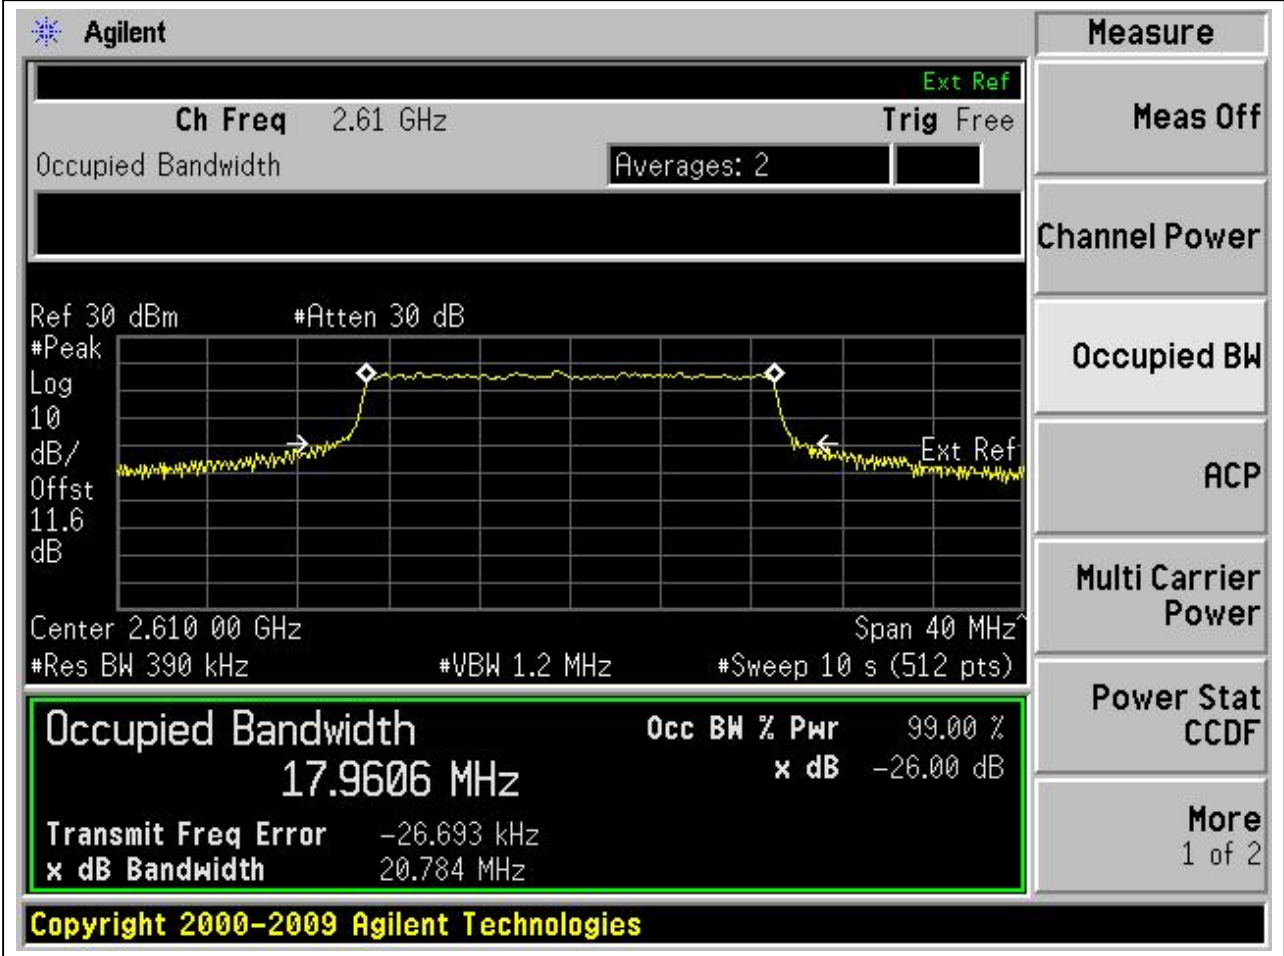 Agilent
Measure
Ext Ref
Ch Freq 2.61 GHz Trig Free
Occupied Bandwidth Averages: 2
Meas Off
Channel Power
Ref 30 dBm #Atten 30 dB
#Peak
Log
10
dB/
Offst
11.6
dB
Ext Ref
Occupied BW
ACP
Center 2.610 00 GHz Span 40 MHz^
#Res BW 390 kHz #VBW 1.2 MHz #Sweep 10 s (512 pts)
Multi Carrier
Power
Occupied Bandwidth
17.9606 MHz
Occ BW % Pwr 99.00 %
x dB -26.00 dB
Transmit Freq Error -26.693 kHz
x dB Bandwidth 20.784 MHz
Power Stat
CCDF
More
1 of 2
Copyright 2000-2009 Agilent Technologies